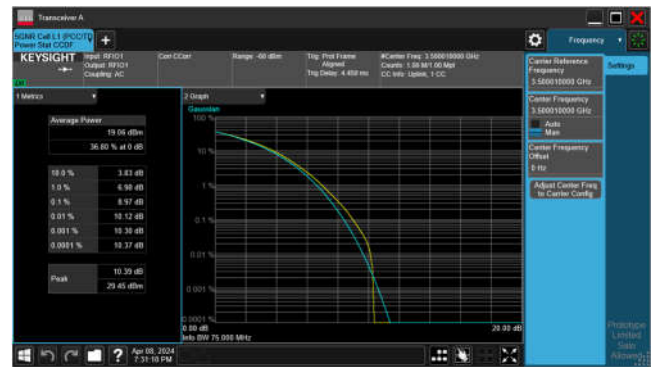 Transceiver A
5GNR Cell L1 (PCC/TD
Power Stat CCDF
Frequency
KEYSIGHT
Input: RFIO1
Output: RFIO1
Coupling: AC
Corr CCorr
Range: -60 dBm
Trig: Prot Frame
Aligned
Trig Delay: 4.450 ms
#Center Freq: 3.500010000 GHz
Counts: 1.00 M/1.00 Mpt
CC Info: Uplink, 1 CC
Carrier Reference
Frequency
3.500010000 GHz
Settings
1 Metrics
2 Graph
Gaussian
Average Power
19.06 dBm
36.80 % at 0 dB
10.0 % 3.83 dB
1.0 % 6.90 dB
0.1 % 8.97 dB
0.01 % 10.12 dB
0.001 % 10.30 dB
0.0001 % 10.37 dB
Peak
10.39 dB
29.45 dBm
100 %
10 %
1 %
0.1 %
0.01 %
0.001 %
0.0001 %
0.00 dB
20.00 dB
Info BW 75.000 MHz
Center Frequency
3.500010000 GHz
Auto
Man
Center Frequency
Offset
0 Hz
Adjust Center Freq
to Carrier Config
Prototype
Limited
Sale
Allowed
?
Apr 08, 2024
7:31:10 PM